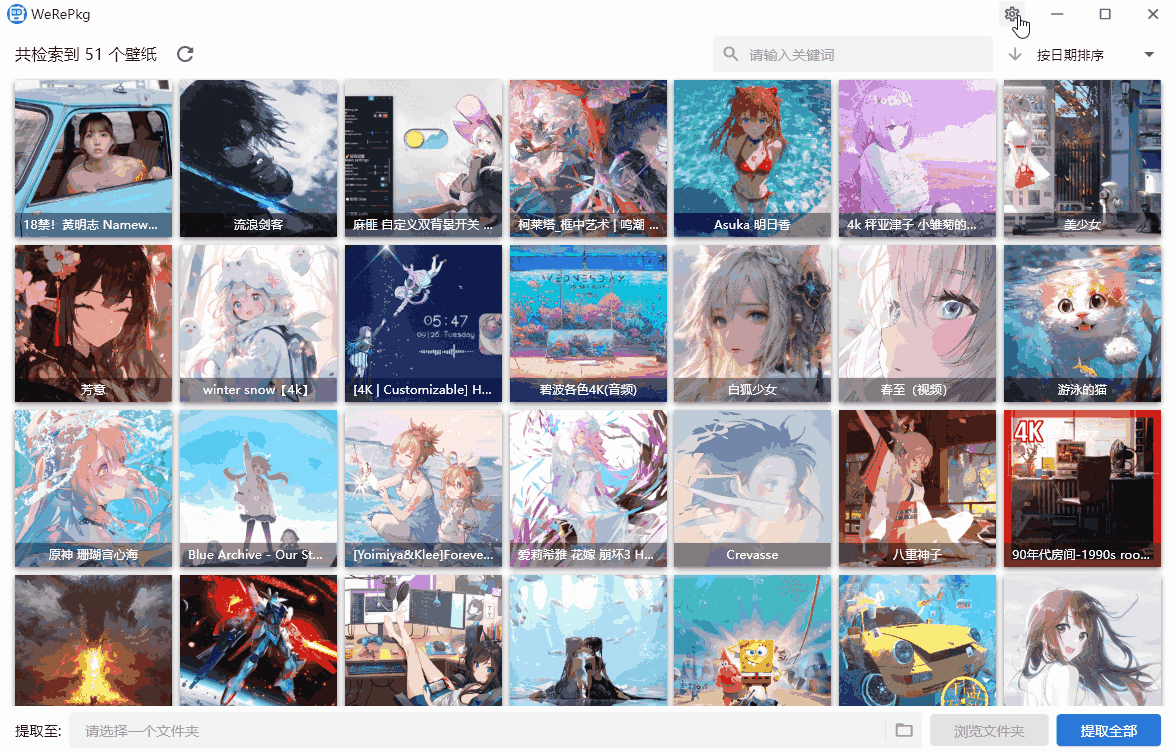 WeRePkg
共检索到 51 个壁纸
请输入关键词
按日期排序
18禁！黃明志 Namew...
流浪剑客
麻匪 自定义双背景开关 ...
柯莱塔_框中艺术 | 鸣潮 ...
Asuka 明日香
4k 秤亚津子 小雏菊的...
美少女
芳意
winter snow【4k】
05:47
09/26 Tuesday
[4K | Customizable] H...
WEDNESDAY
碧波各色4K(音频)
白狐少女
春至（视频）
游泳的猫
原神 珊瑚宫心海
Blue Archive - Our St...
[Yoimiya&Klee]Foreve...
爱莉希雅 花嫁 崩坏3 H...
Crevasse
八重神子
4K
90年代房间-1990s roo...
提取至:
请选择一个文件夹
浏览文件夹
提取全部